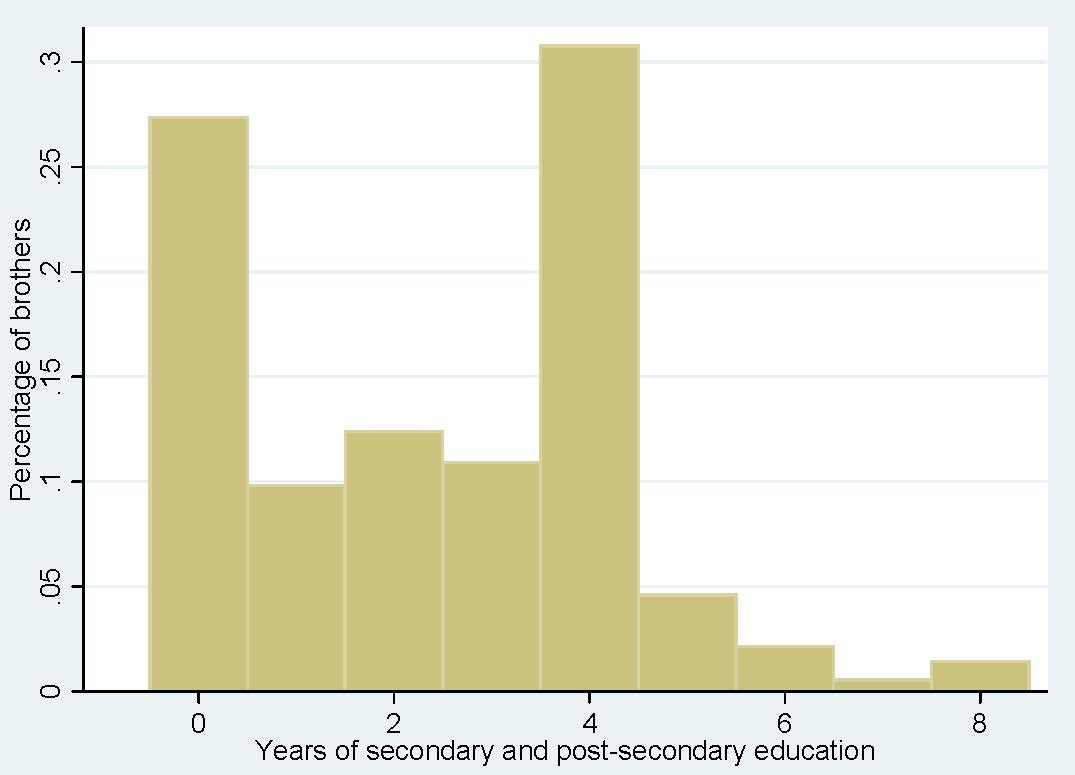 Percentage of brothers
.3
.25
.2
.15
.1
.05
0
0 2 4 6 8
Years of secondary and post-secondary education